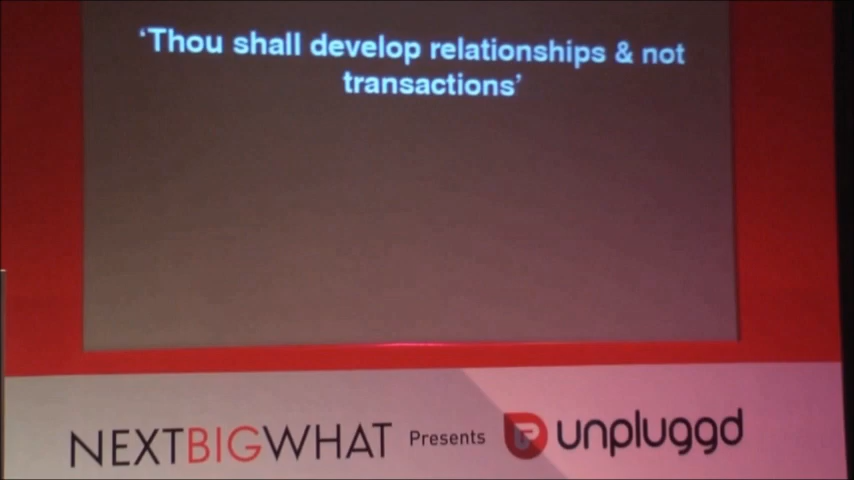 ‘Thou shall develop relationships & not
transactions’
NEXTBIGWHAT Presents unpluggd